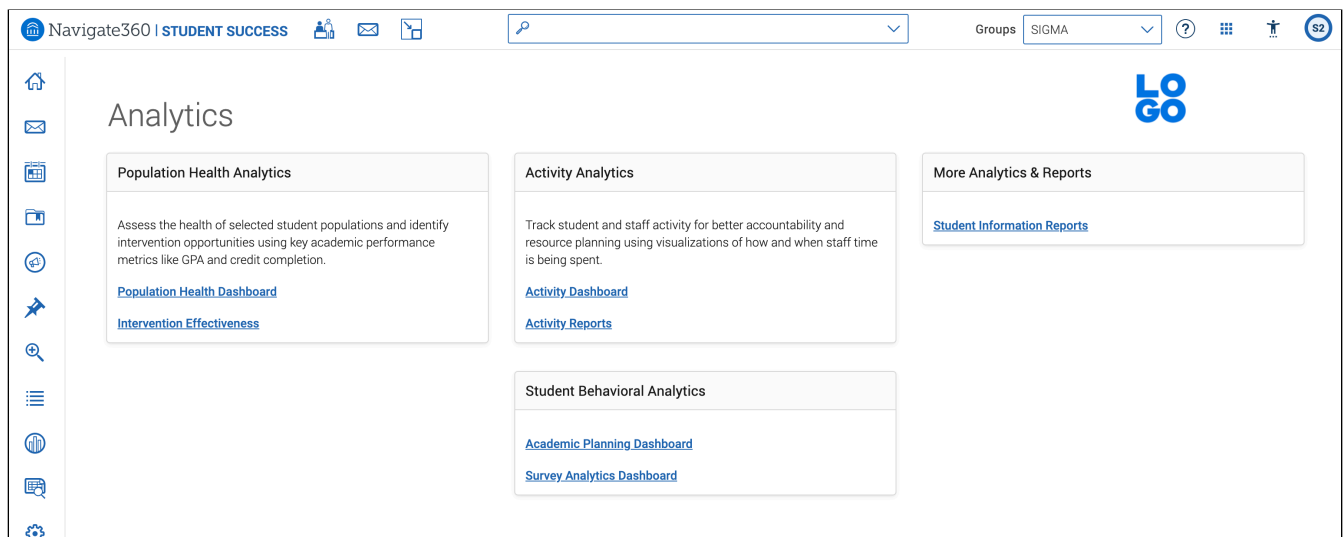 Navigate360 | STUDENT SUCCESS
Groups
SIGMA
?
S2
LO
GO
Analytics
Population Health Analytics
Assess the health of selected student populations and identify
intervention opportunities using key academic performance
metrics like GPA and credit completion.
Population Health Dashboard
Intervention Effectiveness
Activity Analytics
Track student and staff activity for better accountability and
resource planning using visualizations of how and when staff time
is being spent.
Activity Dashboard
Activity Reports
Student Behavioral Analytics
Academic Planning Dashboard
Survey Analytics Dashboard
More Analytics & Reports
Student Information Reports